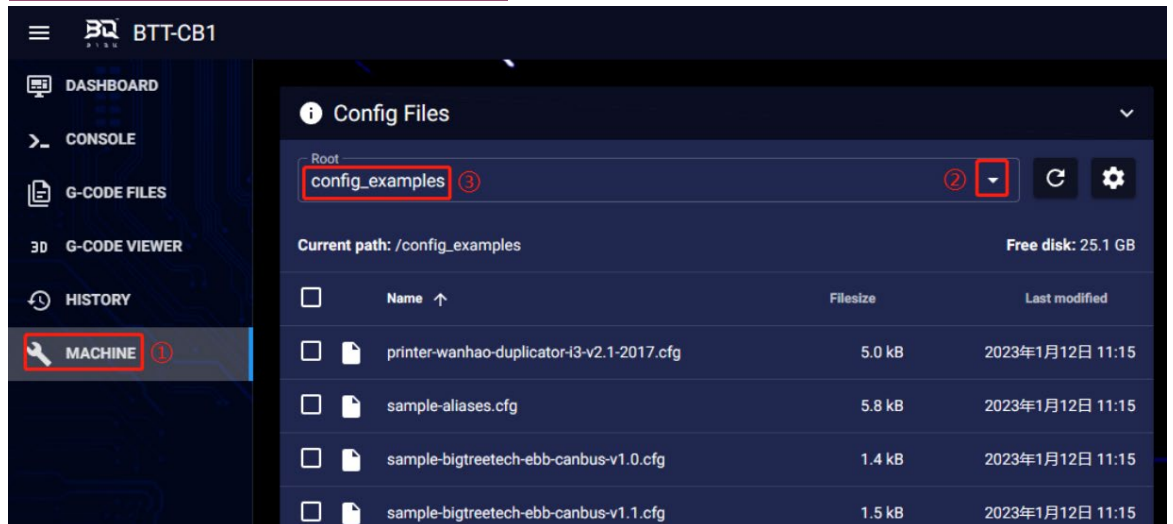 BTT-CB1
DASHBOARD
CONSOLE
G-CODE FILES
3D G-CODE VIEWER
HISTORY
MACHINE ①
Config Files
Root
config_examples ③ ②
Current path: /config_examples Free disk: 25.1 GB
Name Filesize Last modified
printer-wanhao-duplicator-i3-v2.1-2017.cfg 5.0 kB 2023年1月12日 11:15
sample-aliases.cfg 5.8 kB 2023年1月12日 11:15
sample-bigtreetech-ebb-canbus-v1.0.cfg 1.4 kB 2023年1月12日 11:15
sample-bigtreetech-ebb-canbus-v1.1.cfg 1.5 kB 2023年1月12日 11:15